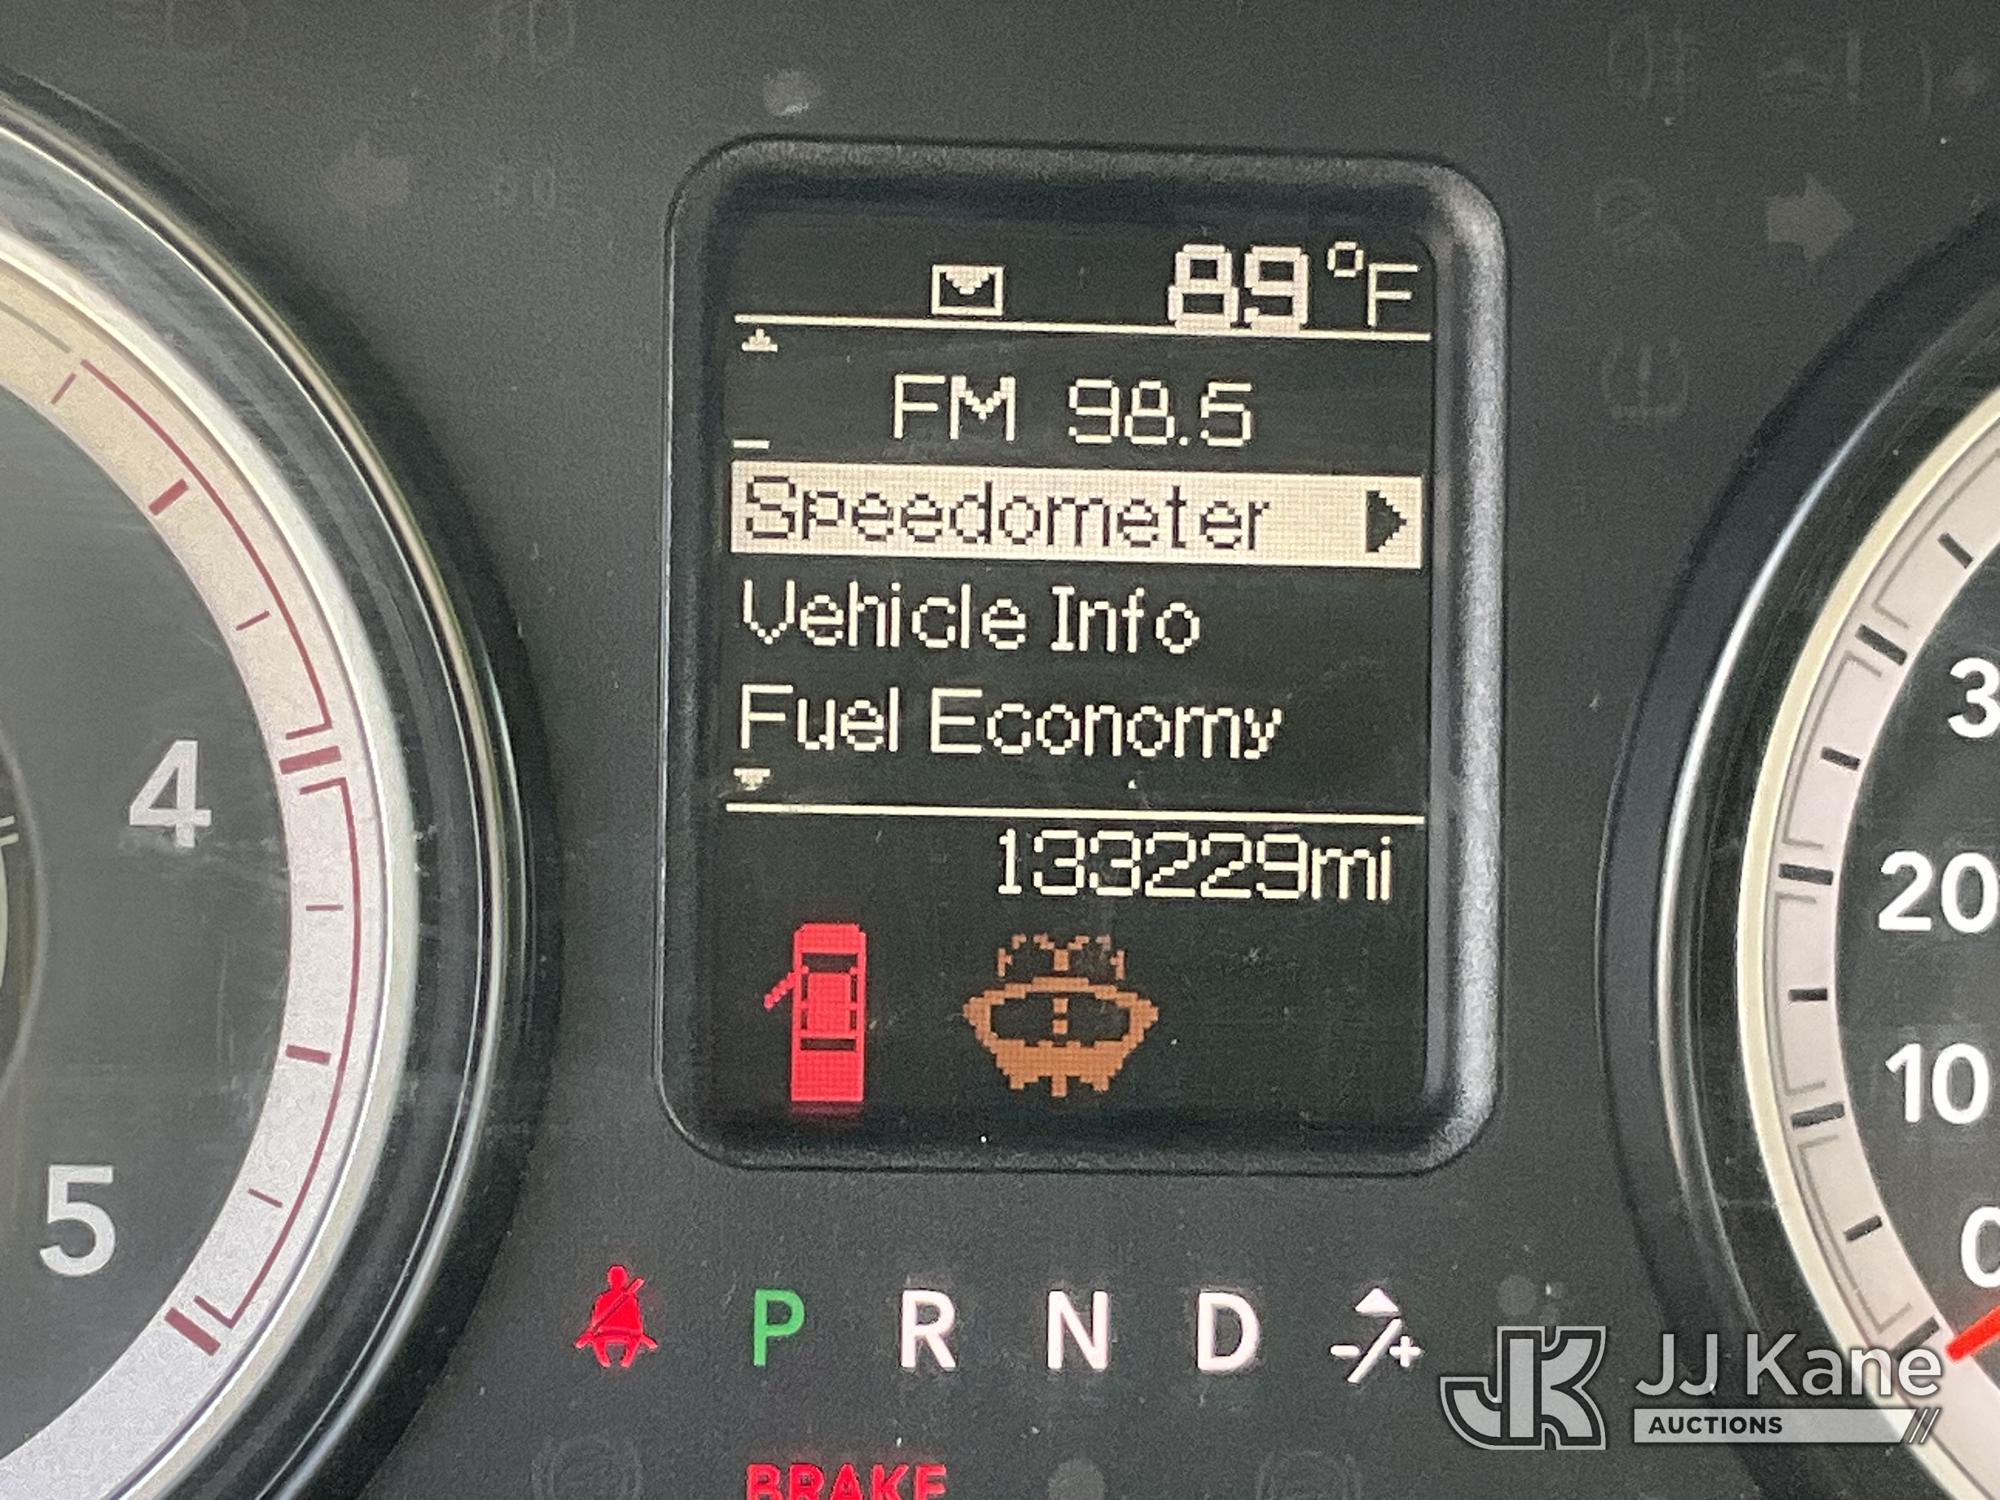 89°F
FM 98.5
Speedometer
Vehicle Info
Fuel Economy
133229mi
4
5
3
20
10
0
P R N D -/+
BRAKE
JK JJ Kane
AUCTIONS